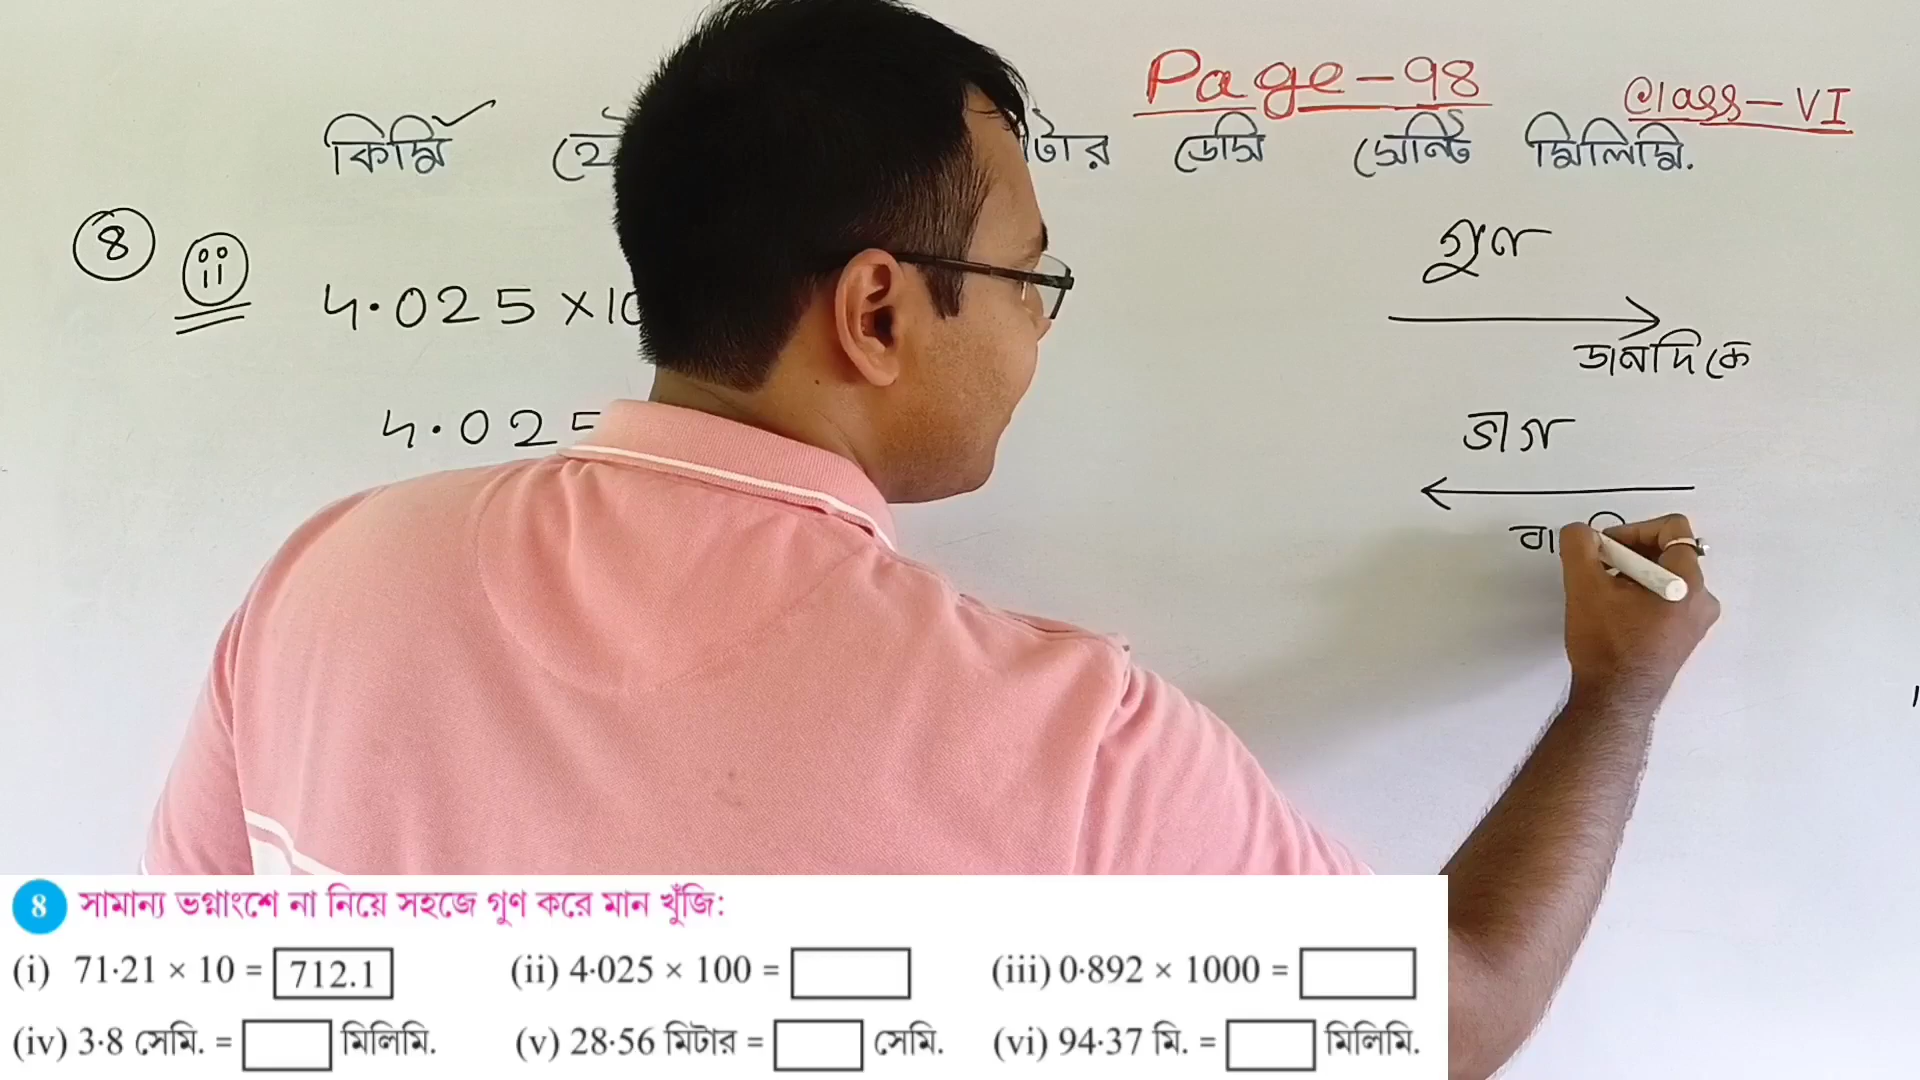 Page-98
Class-VI
কিমি মিটার ডেসি সেন্টি মিলিমি.
8 ii 4·025 ×10
4·025
গুণ
ডানদিকে
ভাগ
8 সামান্য ভগ্নাংশে না নিয়ে সহজে গুণ করে মান খুঁজি:
(i) 71·21 × 10 = 712.1 (ii) 4·025 × 100 = (iii) 0·892 × 1000 =
(iv) 3·8 সেমি. = মিলিমি. (v) 28·56 মিটার = সেমি. (vi) 94·37 মি. = মিলিমি.